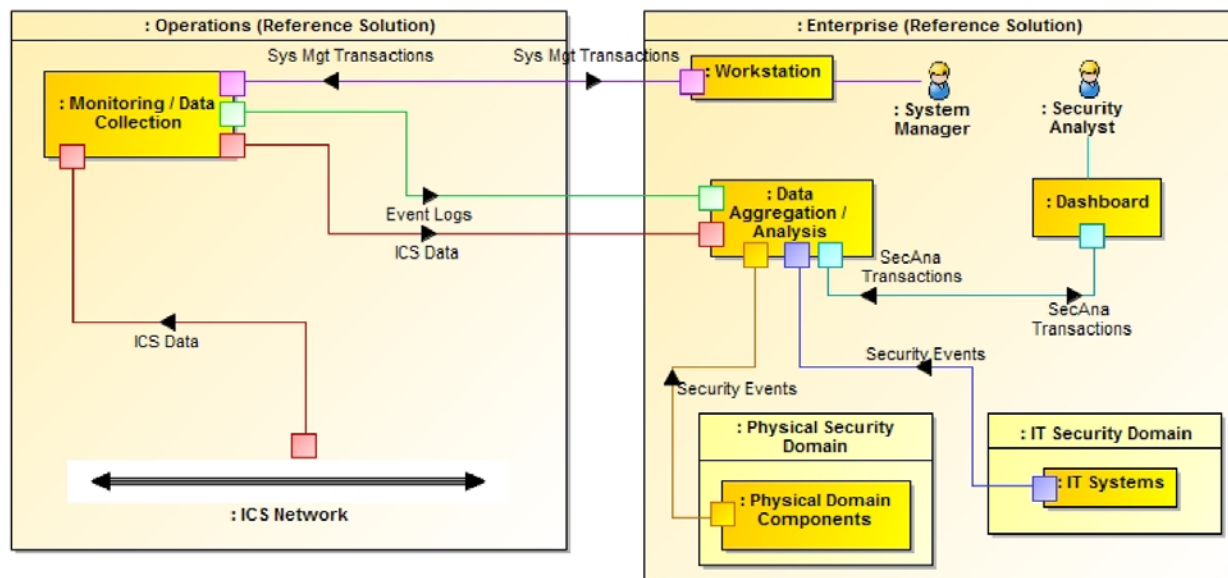 : Operations (Reference Solution)
Sys Mgt Transactions
: Monitoring / Data
Collection
Event Logs
ICS Data
ICS Data
: ICS Network
: Enterprise (Reference Solution)
Sys Mgt Transactions
: Workstation
: System
Manager
: Security
Analyst
: Data
Aggregation /
Analysis
: Dashboard
SecAna
Transactions
SecAna
Transactions
Security Events
Security Events
: Physical Security
Domain
: Physical Domain
Components
: IT Security Domain
: IT Systems